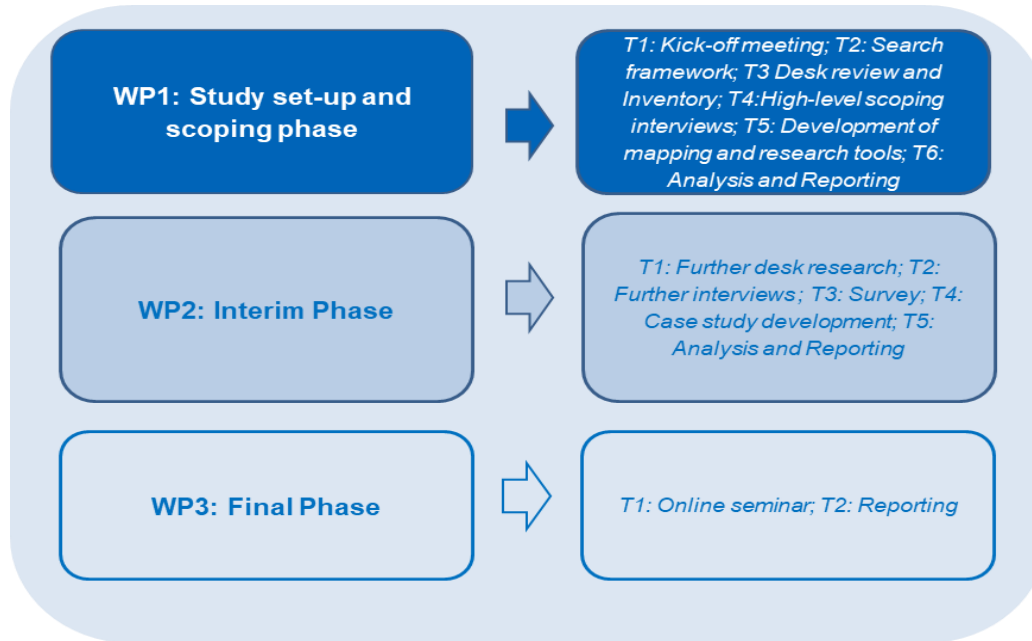 WP1: Study set-up and
scoping phase
T1: Kick-off meeting; T2: Search
framework; T3 Desk review and
Inventory; T4:High-level scoping
interviews; T5: Development of
mapping and research tools; T6:
Analysis and Reporting
WP2: Interim Phase
T1: Further desk research; T2:
Further interviews ; T3: Survey; T4:
Case study development; T5:
Analysis and Reporting
WP3: Final Phase
T1: Online seminar; T2: Reporting